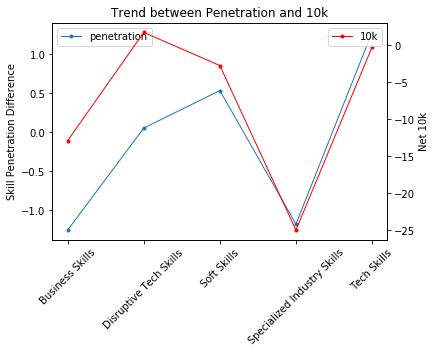 Trend between Penetration and 10k
penetration
10k
1.0
0.5
0.0
−0.5
−1.0
Skill Penetration Difference
0
−5
−10
−15
−20
−25
Net 10k
Business Skills
Disruptive Tech Skills
Soft Skills
Specialized Industry Skills
Tech Skills